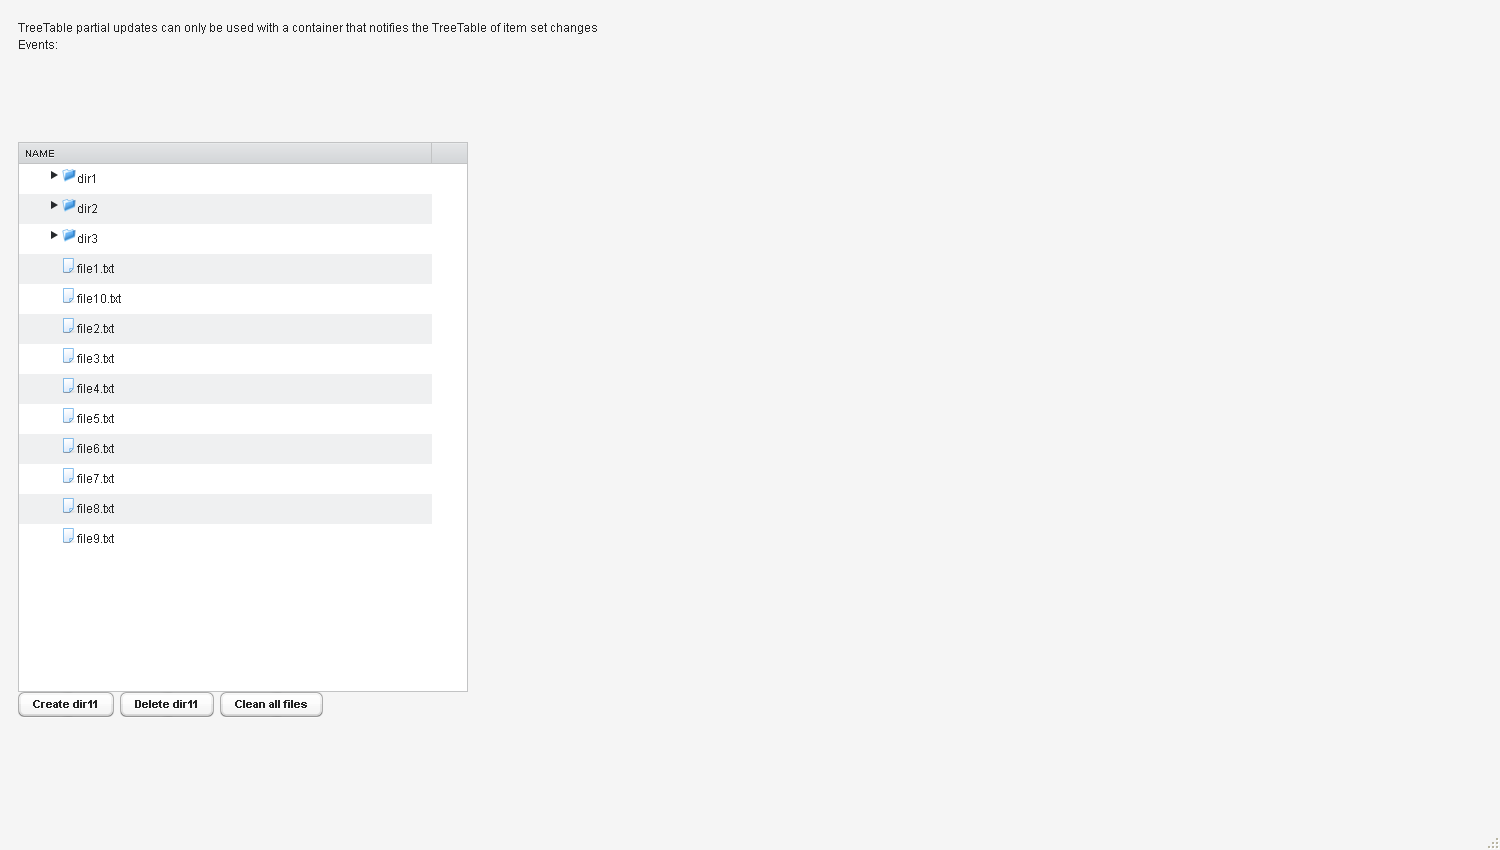 TreeTable partial updates can only be used with a container that notifies the TreeTable of item set changes
Events:
NAME
dir1
dir2
dir3
file1.txt
file10.txt
file2.txt
file3.txt
file4.txt
file5.txt
file6.txt
file7.txt
file8.txt
file9.txt
Create dir11 Delete dir11 Clean all files